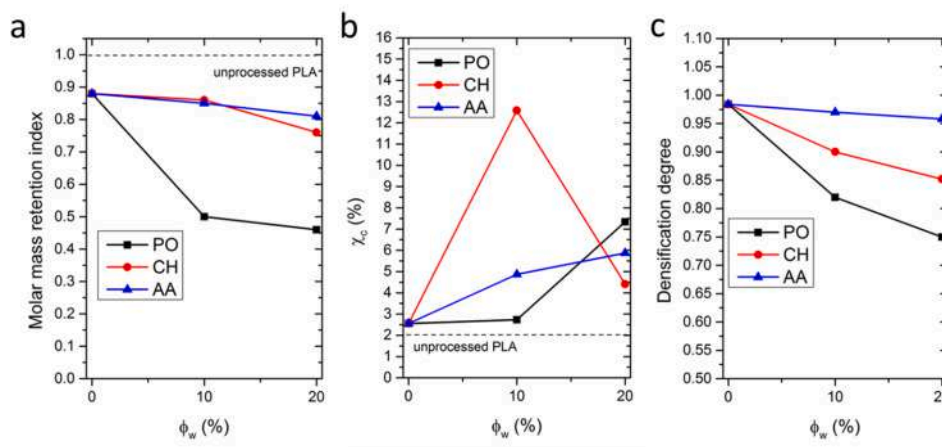 a
Molar mass retention index
1.0
0.9
0.8
0.7
0.6
0.5
0.4
0.3
0.2
0.1
0.0
unprocessed PLA
PO
CH
AA
0
10
20
ϕw (%)
b
χc (%)
16
15
14
13
12
11
10
9
8
7
6
5
4
3
2
1
0
PO
CH
AA
unprocessed PLA
0
10
20
ϕw (%)
c
Densification degree
1.00
0.95
0.90
0.85
0.80
0.75
0.70
0.65
0.60
0.55
0.50
PO
CH
AA
0
10
20
ϕw (%)